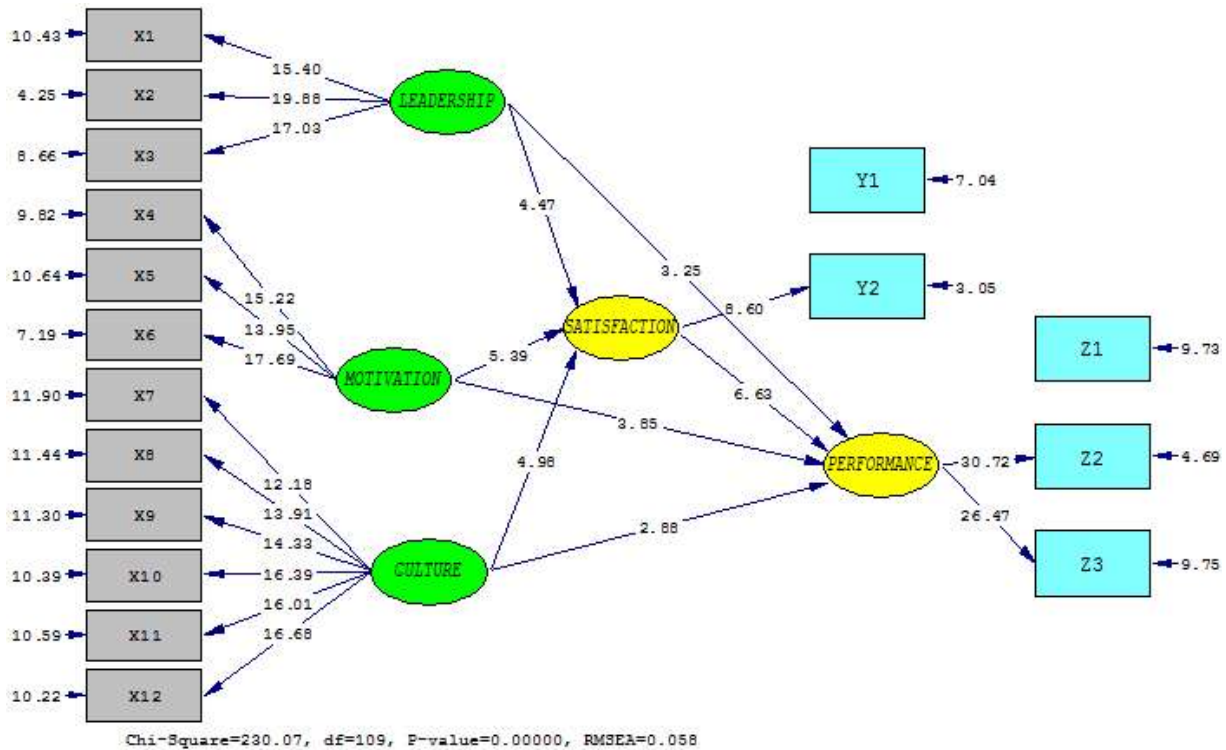 10.43 X1
15.40
4.25 X2
19.88
LEADERSHIP
8.66 X3
17.03
9.82 X4
4.47
Y1 7.04
10.64 X5
15.22
3.25
Y2 3.05
8.60
7.19 X6
13.95
17.69
SATISFACTION
5.39
MOTIVATION
Z1 9.73
11.90 X7
6.63
3.85
11.44 X8
12.18
4.98
PERFORMANCE
30.72
Z2 4.69
11.30 X9
13.91
14.33
2.88
26.47
10.39 X10
16.39
CULTURE
Z3 9.75
10.59 X11
16.01
16.68
10.22 X12
Chi-Square=230.07, df=109, P-value=0.00000, RMSEA=0.058